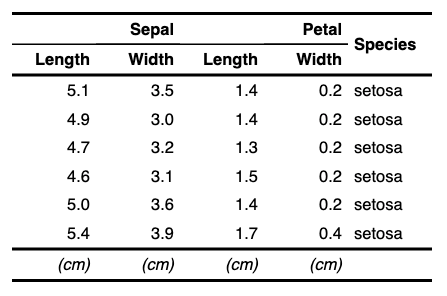 Sepal Petal Species
Length Width Length Width
5.1 3.5 1.4 0.2 setosa
4.9 3.0 1.4 0.2 setosa
4.7 3.2 1.3 0.2 setosa
4.6 3.1 1.5 0.2 setosa
5.0 3.6 1.4 0.2 setosa
5.4 3.9 1.7 0.4 setosa
(cm) (cm) (cm) (cm)